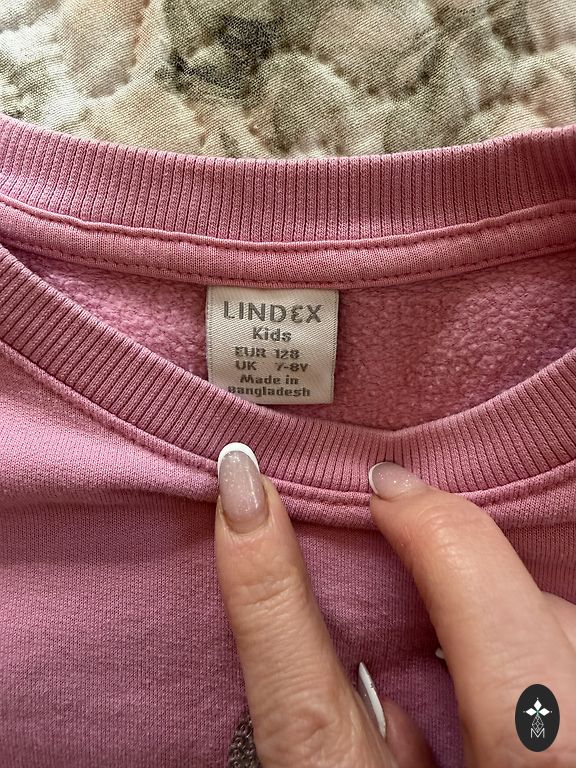 LINDEX
Kids
EUR 128
UK 7-8Y
Made in
Bangladesh